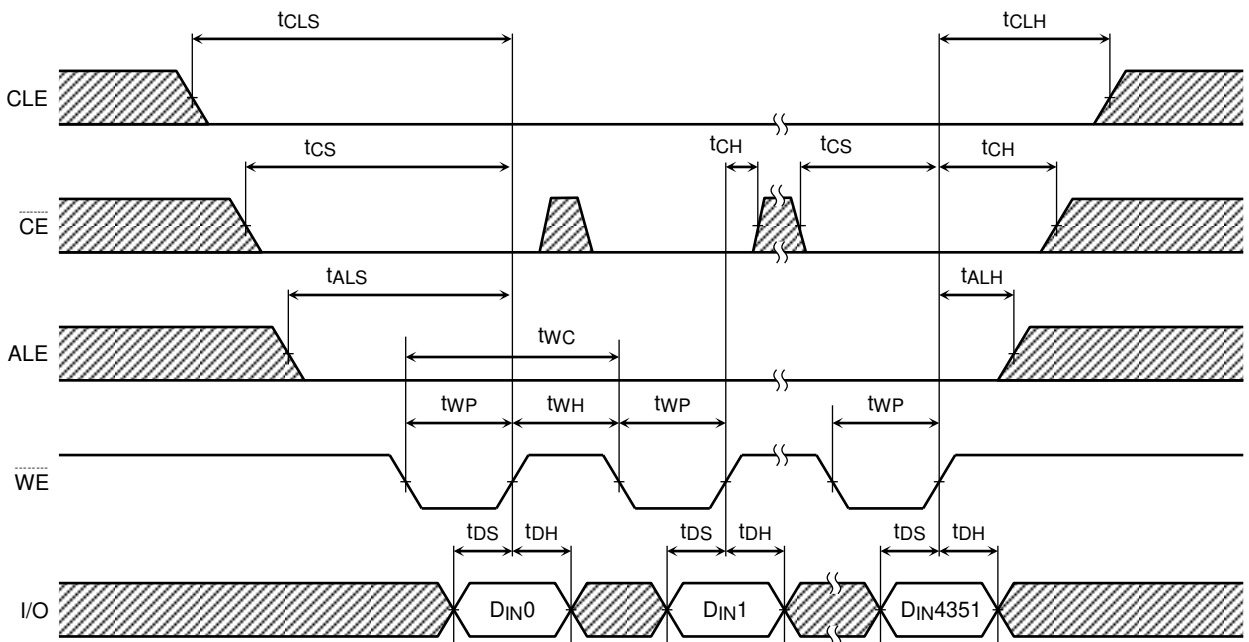 tCLS tCLH
CLE
tCS tCH tCS tCH
CE
tALS tALH
tWC
ALE
tWP tWH tWP tWP
WE
tDS tDH tDS tDH tDS tDH
I/O DIN0 DIN1 DIN4351